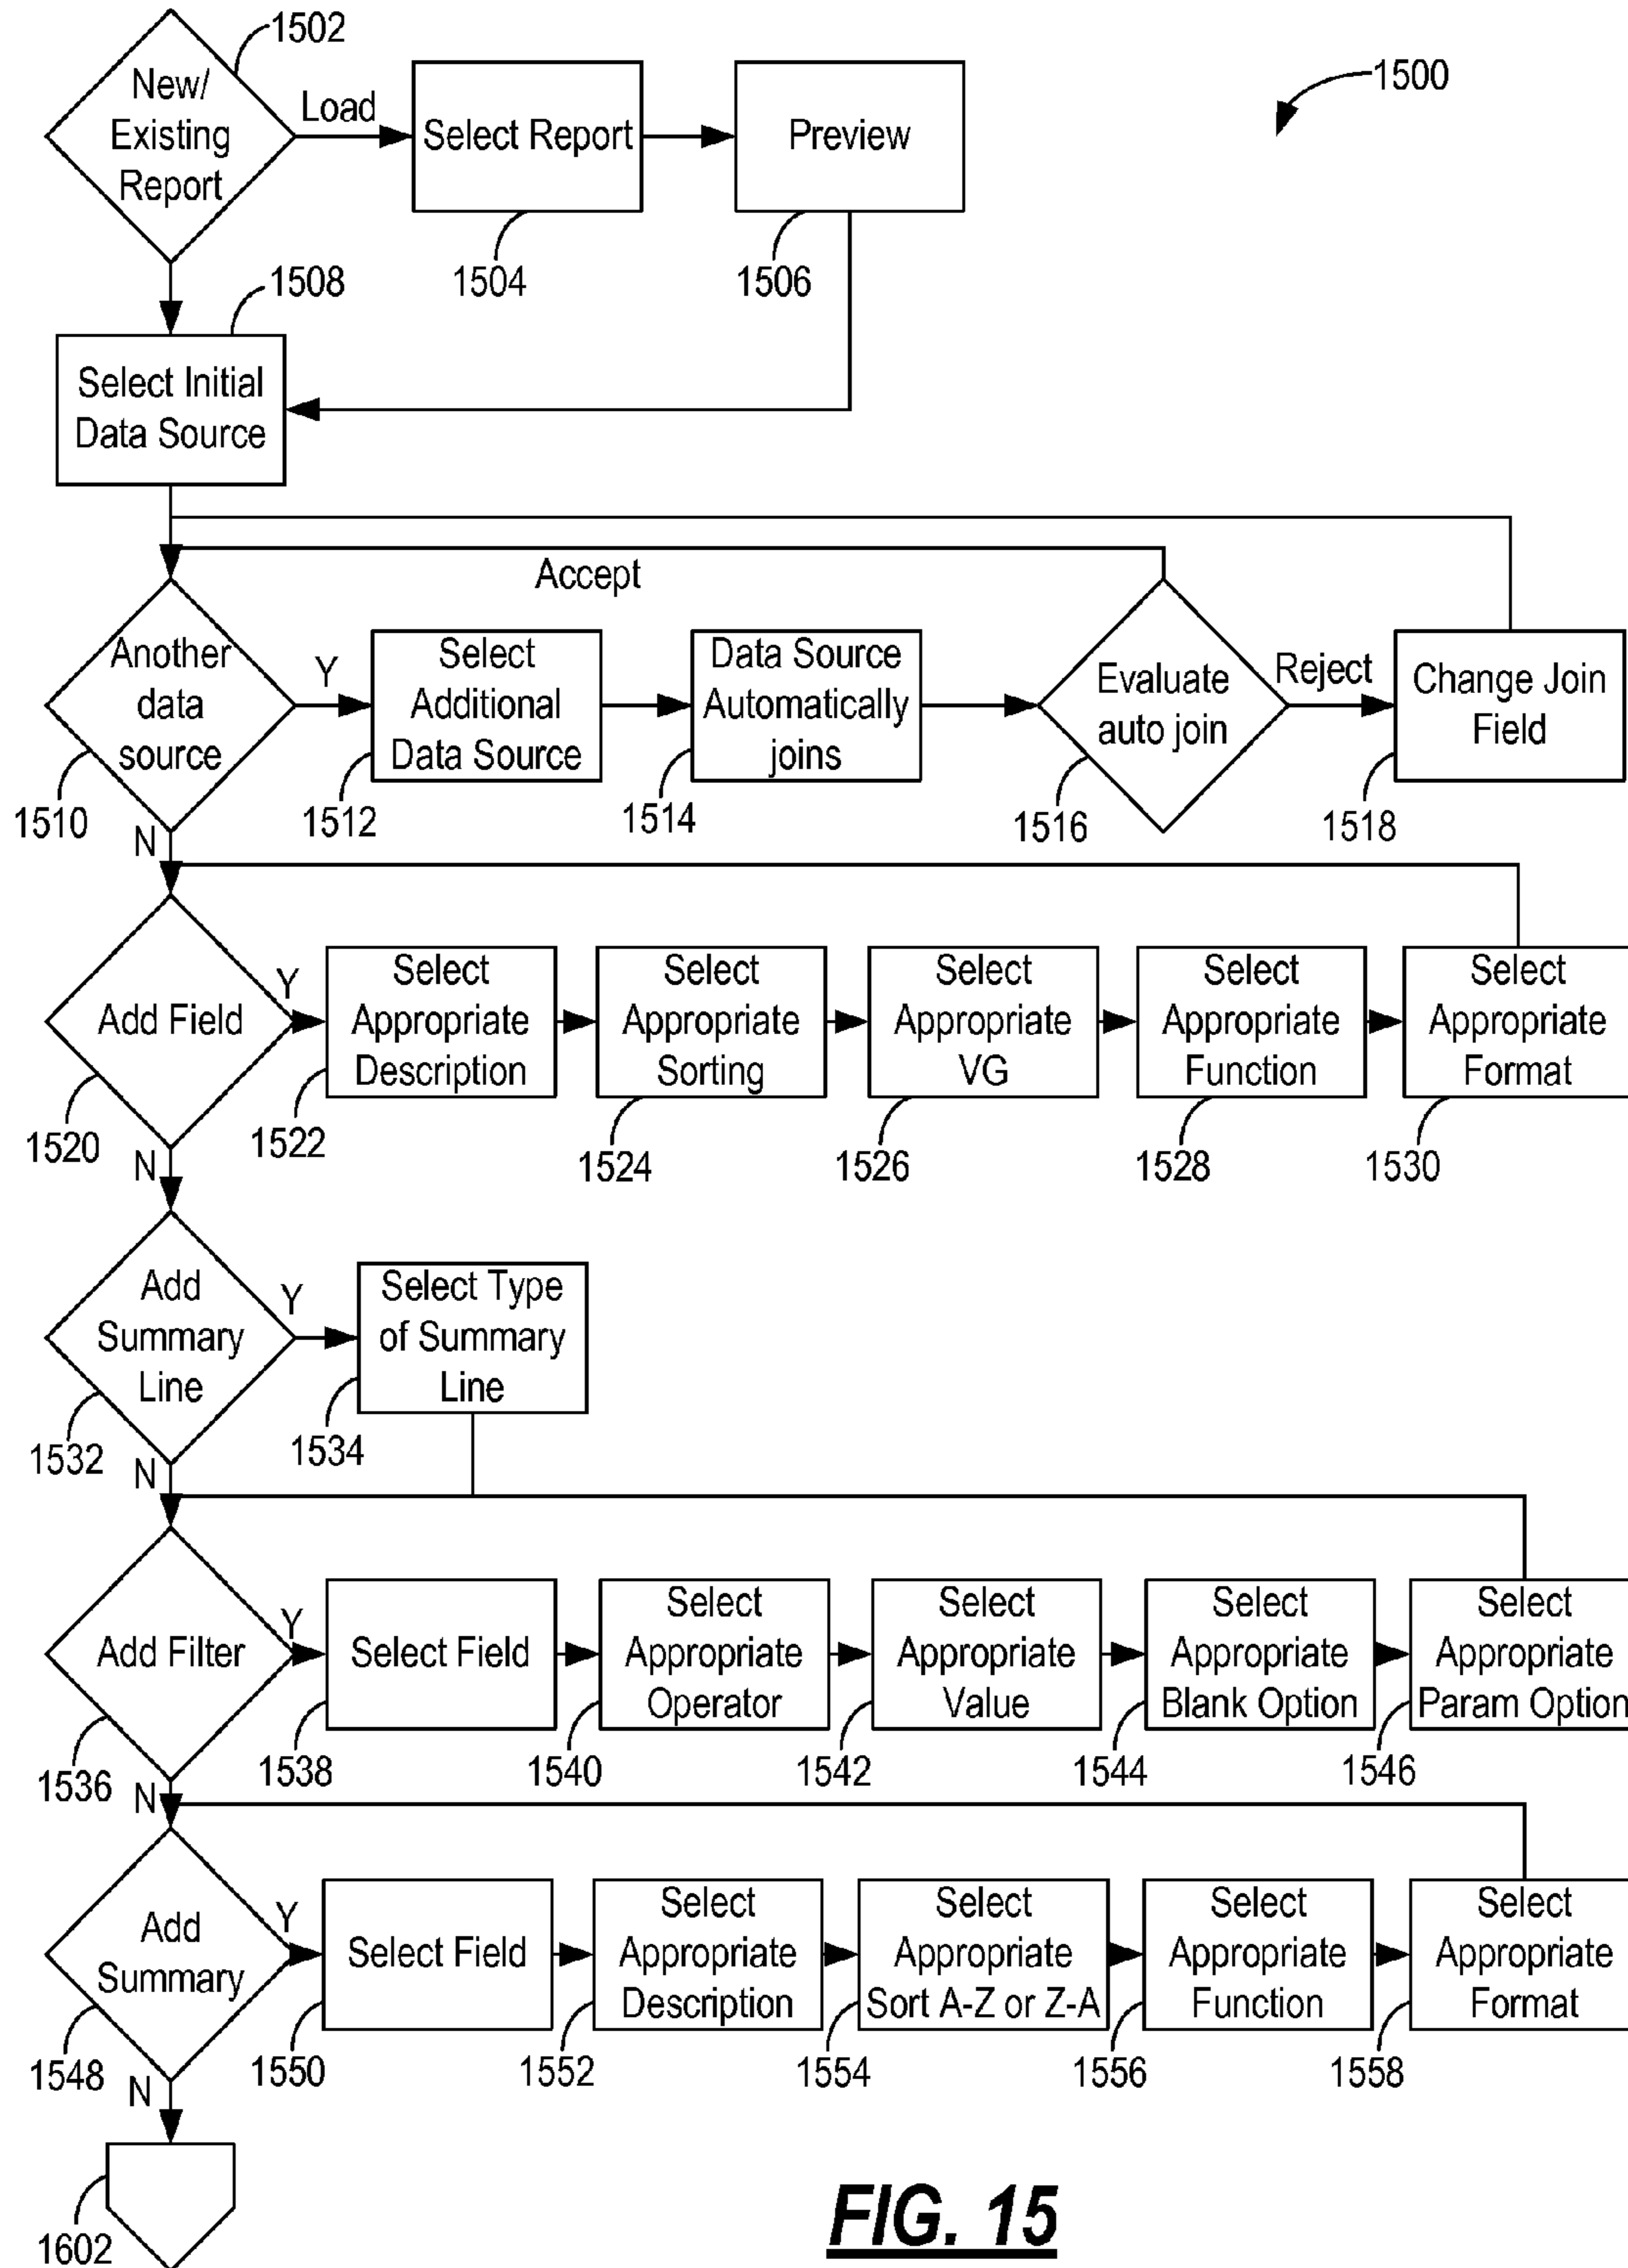 1502
New/
Existing
Report
Load
Select Report
Preview
1500
1504
1506
1508
Select Initial
Data Source
Accept
Another
data
source
Y
Select
Additional
Data Source
Data Source
Automatically
joins
Evaluate
auto join
Reject
Change Join
Field
1510
1512
1514
1516
1518
N
Add Field
Y
Select
Appropriate
Description
Select
Appropriate
Sorting
Select
Appropriate
VG
Select
Appropriate
Function
Select
Appropriate
Format
1520
1522
1524
1526
1528
1530
N
Add
Summary
Line
Y
Select Type
of Summary
Line
1532
1534
N
Add Filter
Y
Select Field
Select
Appropriate
Operator
Select
Appropriate
Value
Select
Appropriate
Blank Option
Select
Appropriate
Param Option
1536
1538
1540
1542
1544
1546
N
Add
Summary
Y
Select Field
Select
Appropriate
Description
Select
Appropriate
Sort A-Z or Z-A
Select
Appropriate
Function
Select
Appropriate
Format
1548
1550
1552
1554
1556
1558
N
1602
FIG. 15